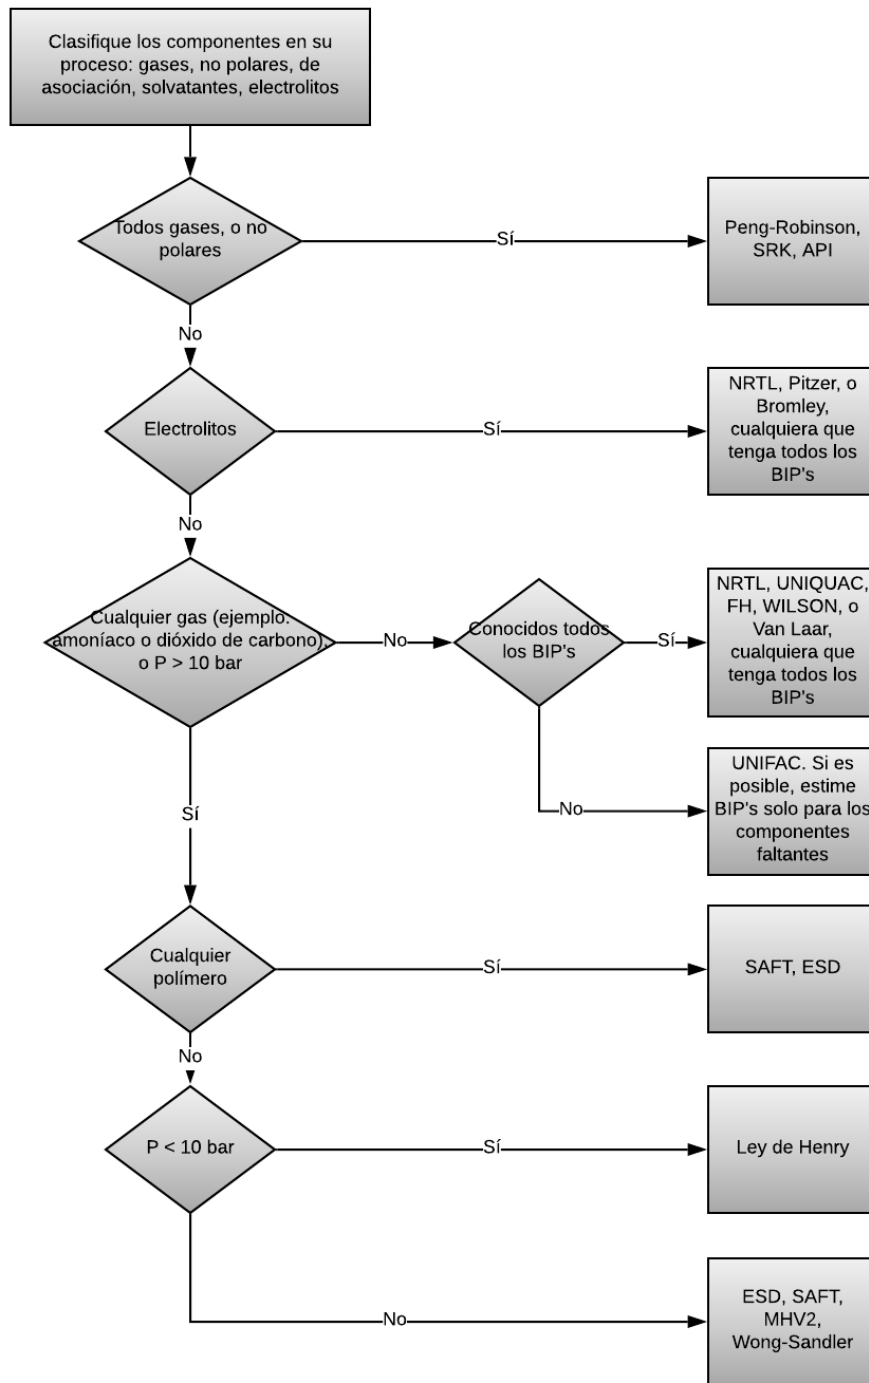 Clasifique los componentes en su
proceso: gases, no polares, de
asociación, solvatantes, electrolitos
Todos gases, o no
polares
Sí
Peng-Robinson,
SRK, API
No
Electrolitos
Sí
NRTL, Pitzer, o
Bromley,
cualquiera que
tenga todos los
BIP's
No
Cualquier gas (ejemplo:
amoníaco o dióxido de carbono),
o P > 10 bar
No
Conocidos todos
los BIP's
Sí
NRTL, UNIQUAC,
FH, WILSON, o
Van Laar,
cualquiera que
tenga todos los
BIP's
No
UNIFAC. Si es
posible, estime
BIP's solo para los
componentes
faltantes
Sí
Cualquier
polímero
Sí
SAFT, ESD
No
P < 10 bar
Sí
Ley de Henry
No
ESD, SAFT,
MHV2,
Wong-Sandler